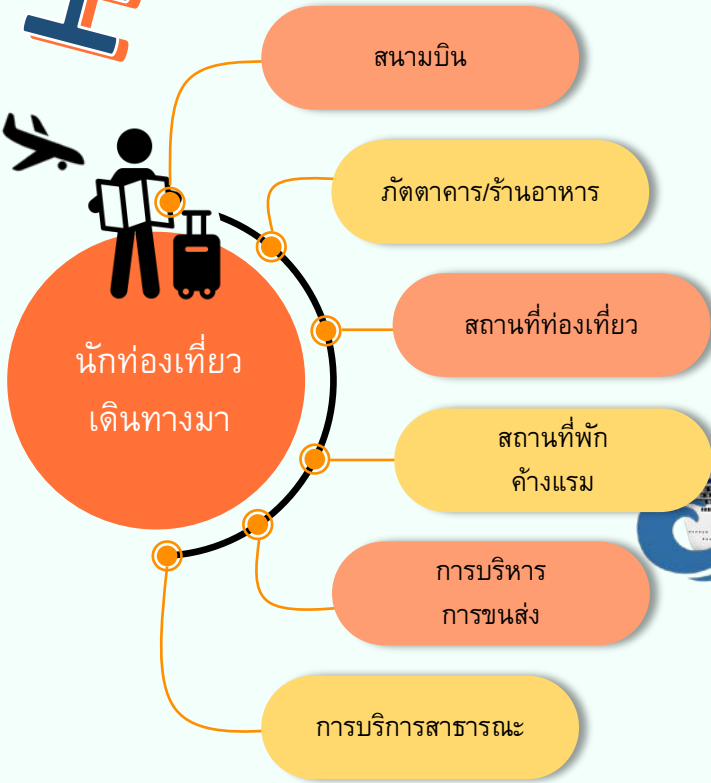 สนามบิน
ภัตตาคาร/ร้านอาหาร
สถานที่ท่องเที่ยว
นักท่องเที่ยว
เดินทางมา
สถานที่พัก
ค้างแรม
การบริหาร
การขนส่ง
การบริการสาธารณะ